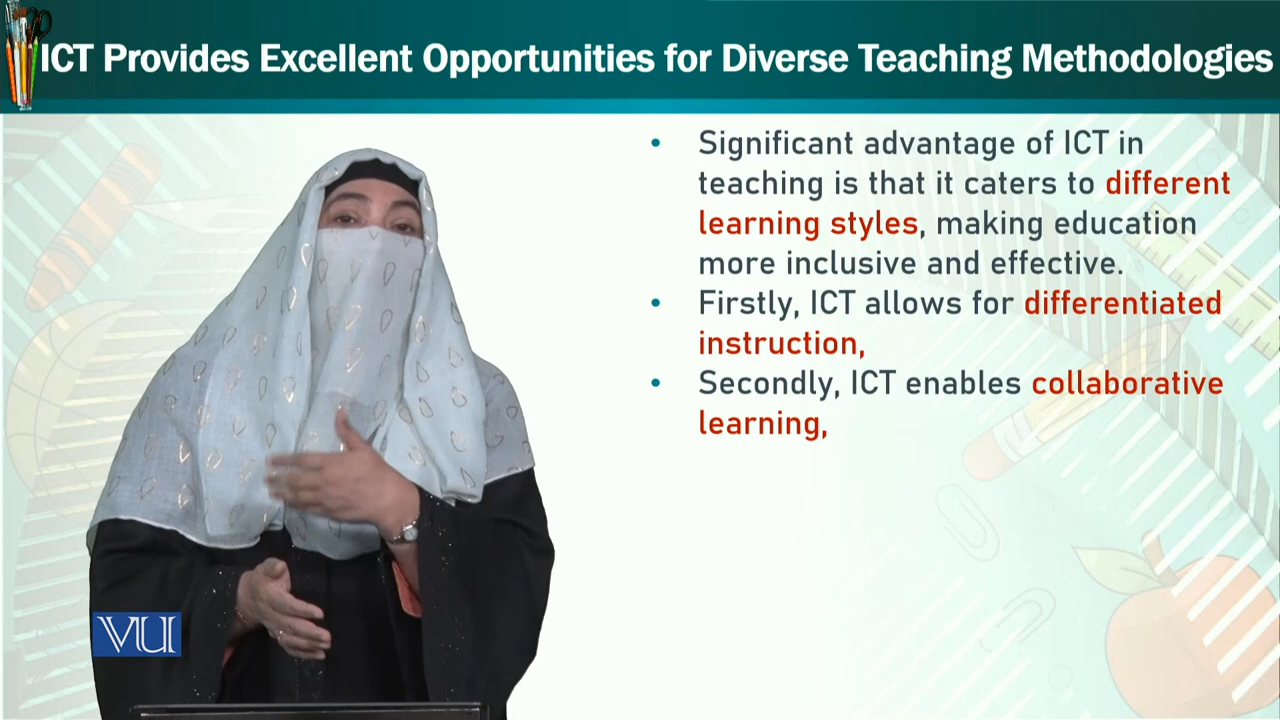 ICT Provides Excellent Opportunities for Diverse Teaching Methodologies
• Significant advantage of ICT in
teaching is that it caters to different
learning styles, making education
more inclusive and effective.
• Firstly, ICT allows for differentiated
instruction,
• Secondly, ICT enables collaborative
learning,
VU